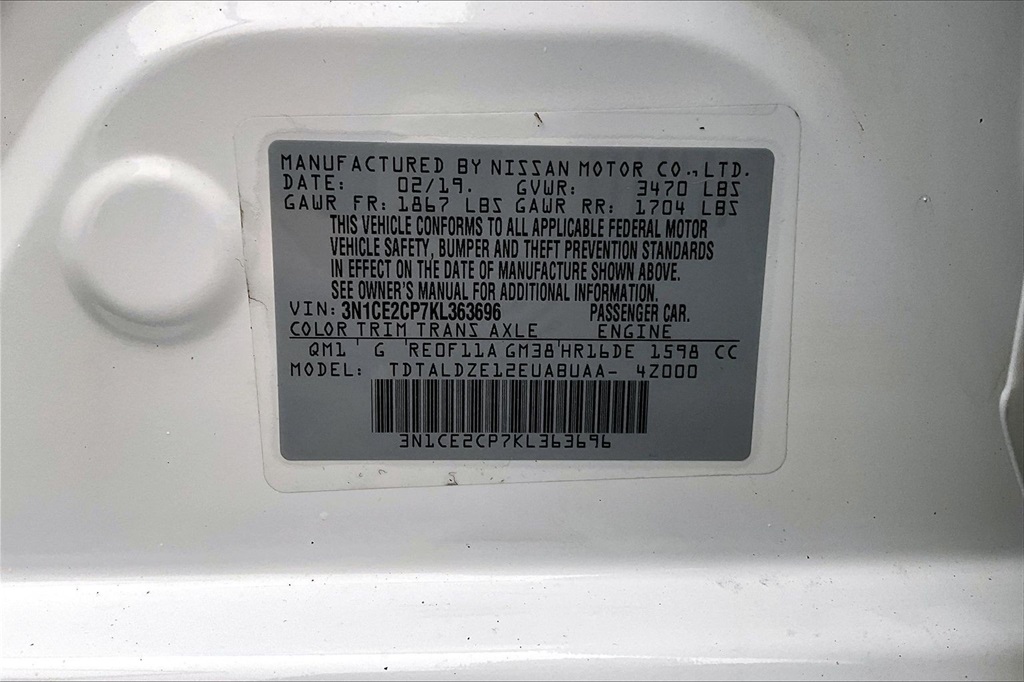 MANUFACTURED BY NISSAN MOTOR CO., LTD.
DATE: 02/19. GVWR: 3470 LBS
GAWR FR: 1867 LBS GAWR RR: 1704 LBS
THIS VEHICLE CONFORMS TO ALL APPLICABLE FEDERAL MOTOR
VEHICLE SAFETY, BUMPER AND THEFT PREVENTION STANDARDS
IN EFFECT ON THE DATE OF MANUFACTURE SHOWN ABOVE.
SEE OWNER'S MANUAL FOR ADDITIONAL INFORMATION.
VIN: 3N1CE2CP7KL363696 PASSENGER CAR.
COLOR TRIM TRANS AXLE ENGINE
QM1 G RE0F11A GM38 HR16DE 1598 CC
MODEL: TDTALDZE12EUABUAA- 4Z000
3N1CE2CP7KL363696